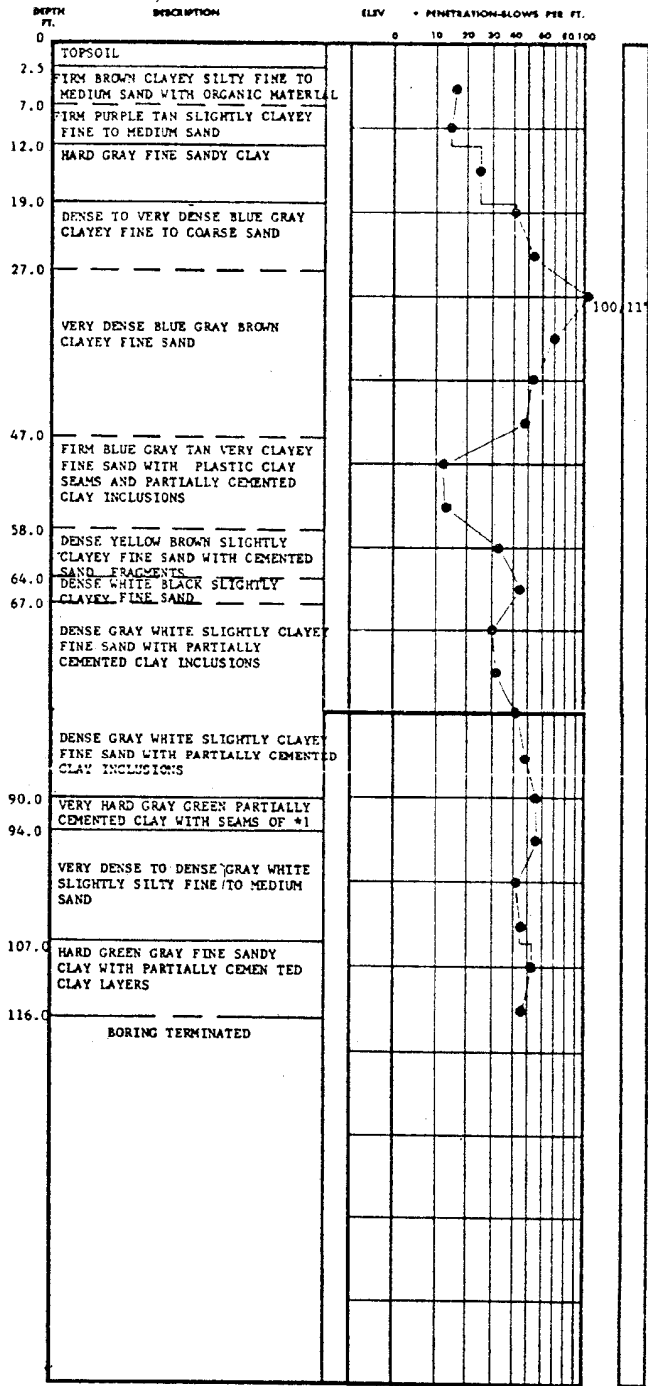 DEPTH FT. DESCRIPTION ELEV • PENETRATION-BLOWS PER FT.
0 10 20 30 40 60 80 100
0
TOPSOIL
2.5
FIRM BROWN CLAYEY SILTY FINE TO
MEDIUM SAND WITH ORGANIC MATERIAL
7.0
FIRM PURPLE TAN SLIGHTLY CLAYEY
FINE TO MEDIUM SAND
12.0
HARD GRAY FINE SANDY CLAY
19.0
DENSE TO VERY DENSE BLUE GRAY
CLAYEY FINE TO COARSE SAND
27.0
100/11"
VERY DENSE BLUE GRAY BROWN
CLAYEY FINE SAND
47.0
FIRM BLUE GRAY TAN VERY CLAYEY
FINE SAND WITH PLASTIC CLAY
SEAMS AND PARTIALLY CEMENTED
CLAY INCLUSIONS
58.0
DENSE YELLOW BROWN SLIGHTLY
CLAYEY FINE SAND WITH CEMENTED
SAND FRAGMENTS
64.0
DENSE WHITE BLACK SLIGHTLY
CLAYEY FINE SAND
67.0
DENSE GRAY WHITE SLIGHTLY CLAYEY
FINE SAND WITH PARTIALLY
CEMENTED CLAY INCLUSIONS
DENSE GRAY WHITE SLIGHTLY CLAYEY
FINE SAND WITH PARTIALLY CEMENTED
CLAY INCLUSIONS
90.0
VERY HARD GRAY GREEN PARTIALLY
CEMENTED CLAY WITH SEAMS OF *1
94.0
VERY DENSE TO DENSE GRAY WHITE
SLIGHTLY SILTY FINE TO MEDIUM
SAND
107.0
HARD GREEN GRAY FINE SANDY
CLAY WITH PARTIALLY CEMEN TED
CLAY LAYERS
116.0
BORING TERMINATED